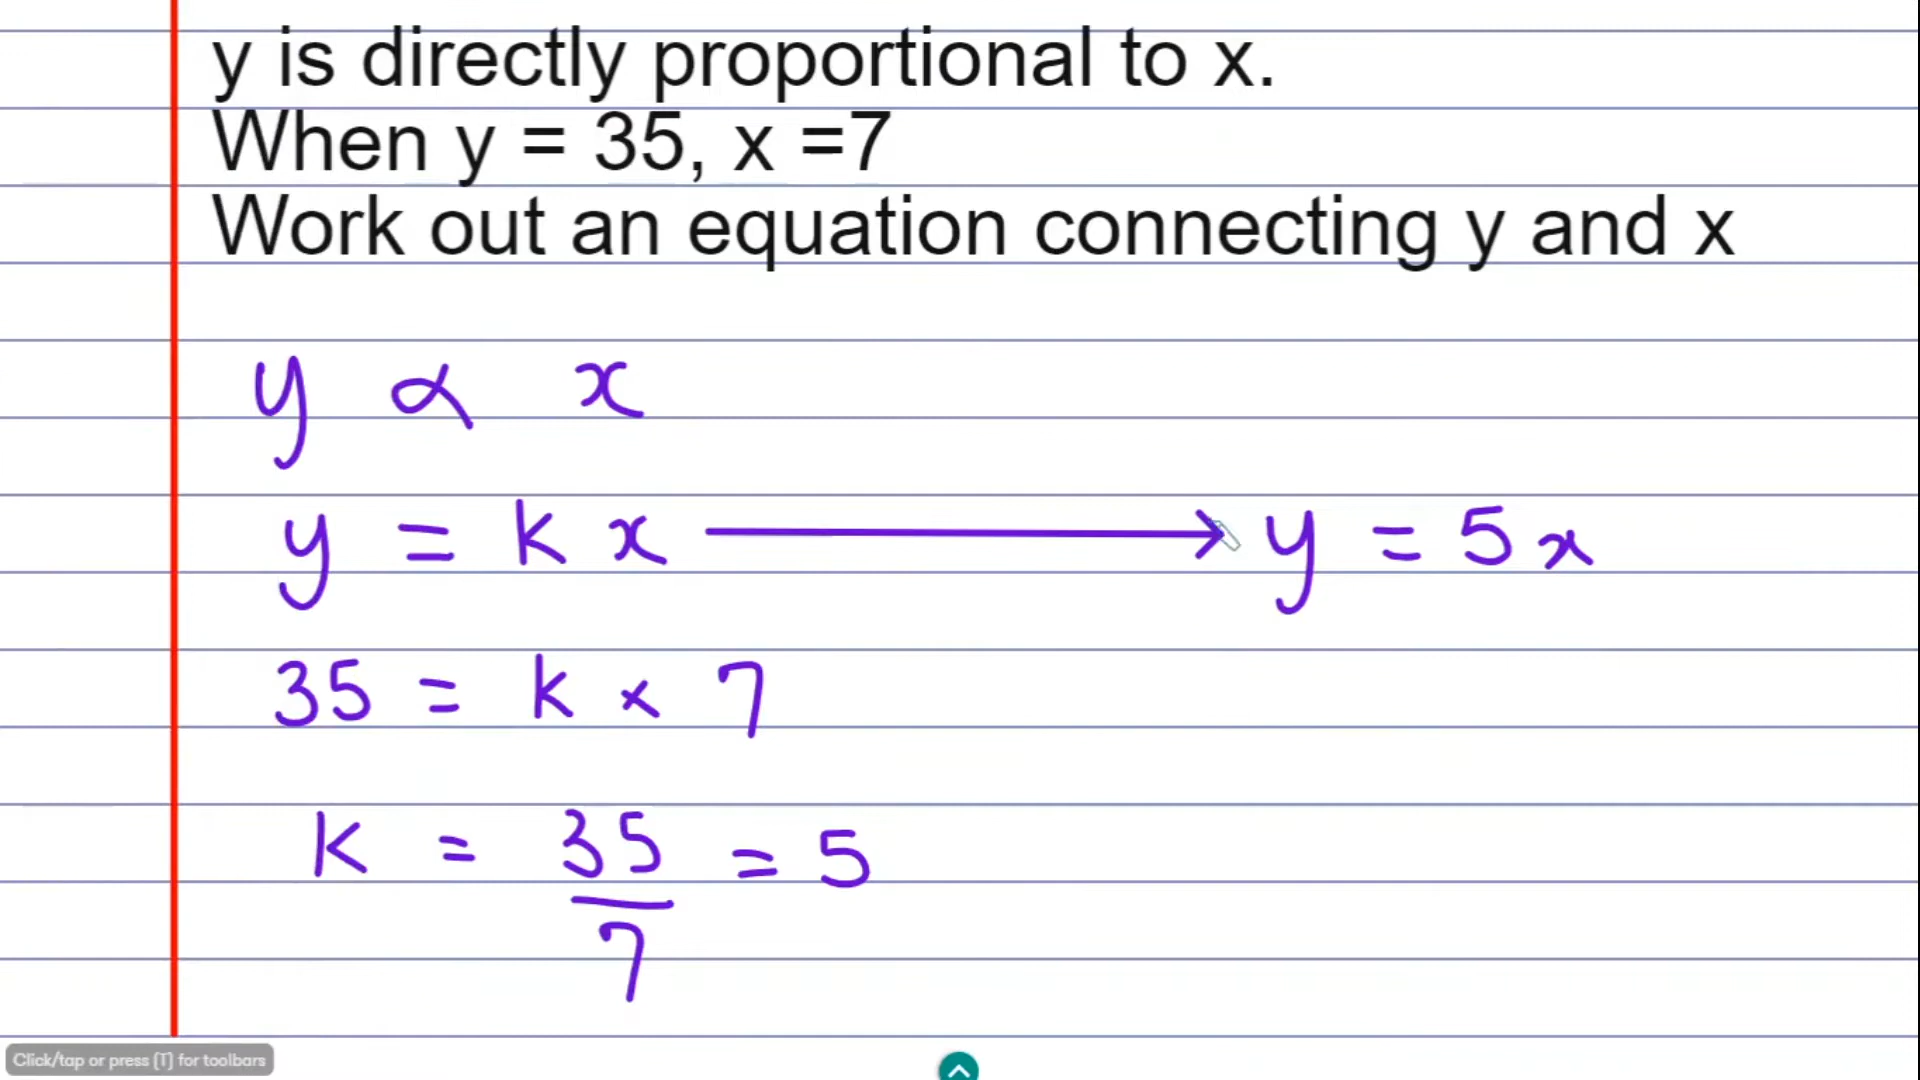 y is directly proportional to x.
When y = 35, x =7
Work out an equation connecting y and x
y ∝ x
y = k x ⟶ y = 5x
35 = k × 7
k = 35/7 = 5
Click/tap or press [T] for toolbars